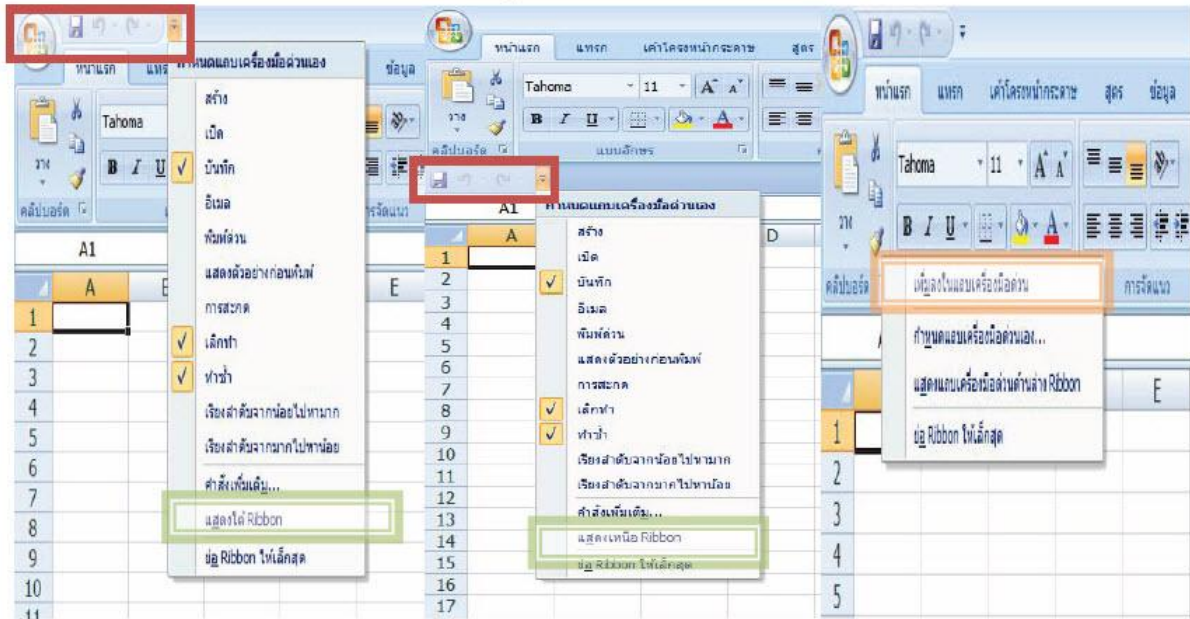 หน้าแรก
ข้อมูล
กำหนดแถบเครื่องมือด่วนเอง
สร้าง
เปิด
บันทึก
อีเมล
พิมพ์ด่วน
แสดงตัวอย่างก่อนพิมพ์
การสะกด
เลิกทำ
ทำซ้ำ
เรียงลำดับจากน้อยไปหามาก
เรียงลำดับจากมากไปหาน้อย
คำสั่งเพิ่มเติม...
แสดงใต้ Ribbon
ย่อ Ribbon ให้เล็กสุด
Tahoma
วาง
B I U
คลิปบอร์ด
A1
A
E
1
2
3
4
5
6
7
8
9
10
11
หน้าแรก แทรก เค้าโครงหน้ากระดาษ สูตร
Tahoma 11 A A
วาง
B I U A
คลิปบอร์ด แบบอักษร
A1
กำหนดแถบเครื่องมือด่วนเอง
A D
สร้าง
เปิด
บันทึก
อีเมล
พิมพ์ด่วน
แสดงตัวอย่างก่อนพิมพ์
การสะกด
เลิกทำ
ทำซ้ำ
เรียงลำดับจากน้อยไปหามาก
เรียงลำดับจากมากไปหาน้อย
คำสั่งเพิ่มเติม...
แสดงเหนือ Ribbon
ย่อ Ribbon ให้เล็กสุด
1
2
3
4
5
6
7
8
9
10
11
12
13
14
15
16
17
หน้าแรก แทรก เค้าโครงหน้ากระดาษ สูตร ข้อมูล
Tahoma 11 A A
วาง
B I U A
คลิปบอร์ด
การจัดแนว
เพิ่มลงในแถบเครื่องมือด่วน
กำหนดแถบเครื่องมือด่วนเอง...
แสดงแถบเครื่องมือด่วนด้านล่าง Ribbon
ย่อ Ribbon ให้เล็กสุด
E
1
2
3
4
5